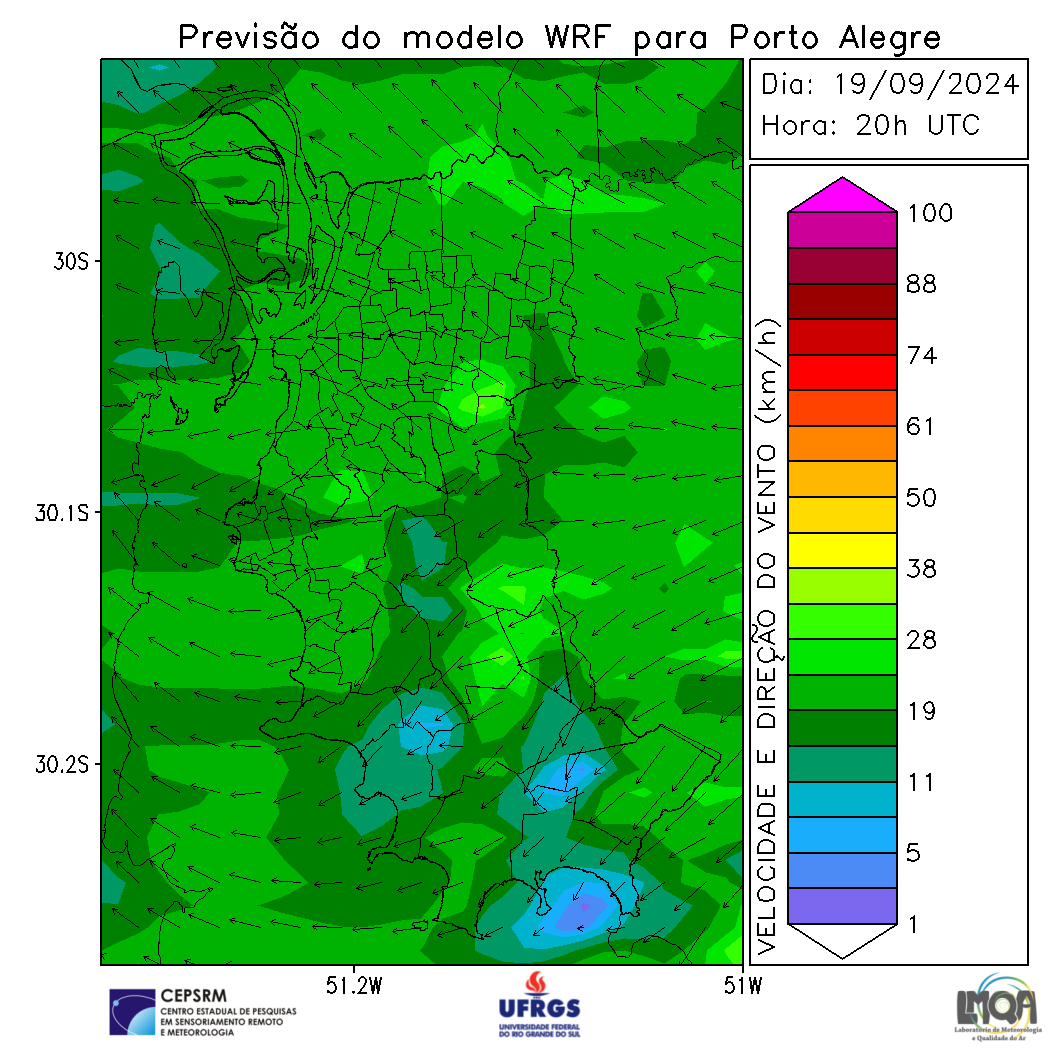 Previsão do modelo WRF para Porto Alegre
Dia: 19/09/2024
Hora: 20h UTC
30S
30.1S
30.2S
51.2W
51W
VELOCIDADE E DIREÇÃO DO VENTO (km/h)
100
88
74
61
50
38
28
19
11
5
1
CEPSRM
CENTRO ESTADUAL DE PESQUISAS
EM SENSORIAMENTO REMOTO
E METEOROLOGIA
UFRGS
UNIVERSIDADE FEDERAL
DO RIO GRANDE DO SUL
LMQA
Laboratório de Meteorologia
e Qualidade do Ar